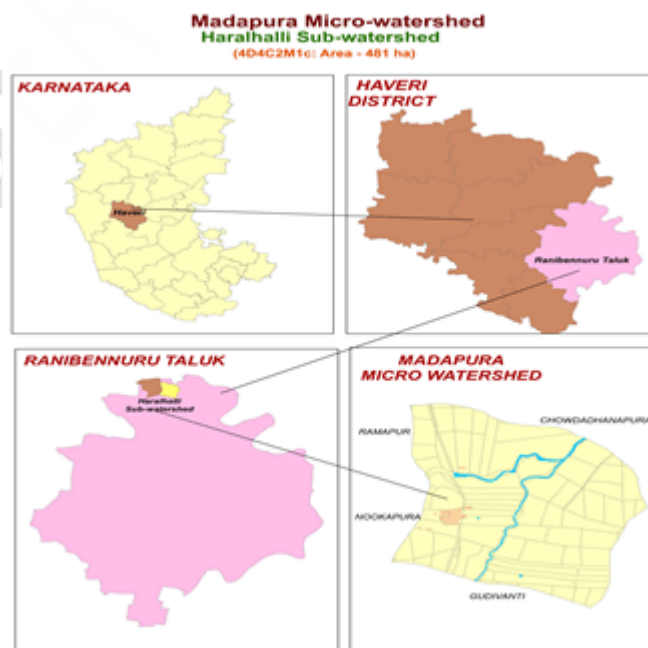 Madapura Micro-watershed
Haralhalli Sub-watershed
(4D4C2M1c: Area - 481 ha)
KARNATAKA
Haveri
HAVERI
DISTRICT
Ranibennuru Taluk
RANIBENNURU TALUK
Haralhalli
Sub-watershed
MADAPURA
MICRO WATERSHED
RAMAPUR
CHOWDADHANAPURA
NOOKAPURA
GUDIVANTI